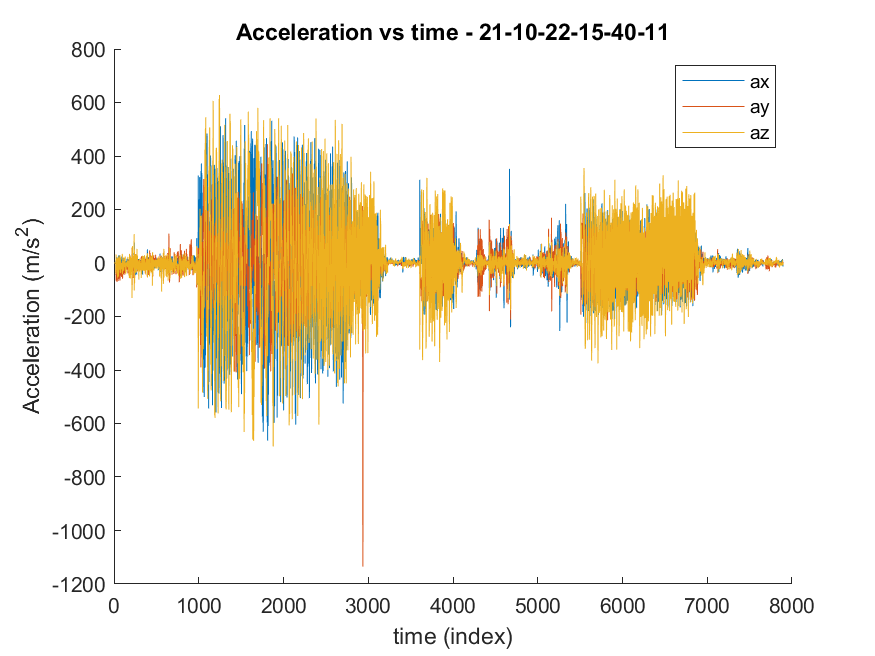 Acceleration vs time - 21-10-22-15-40-11
800
600
400
200
0
-200
-400
-600
-800
-1000
-1200
Acceleration (m/s²)
ax
ay
az
0 1000 2000 3000 4000 5000 6000 7000 8000
time (index)